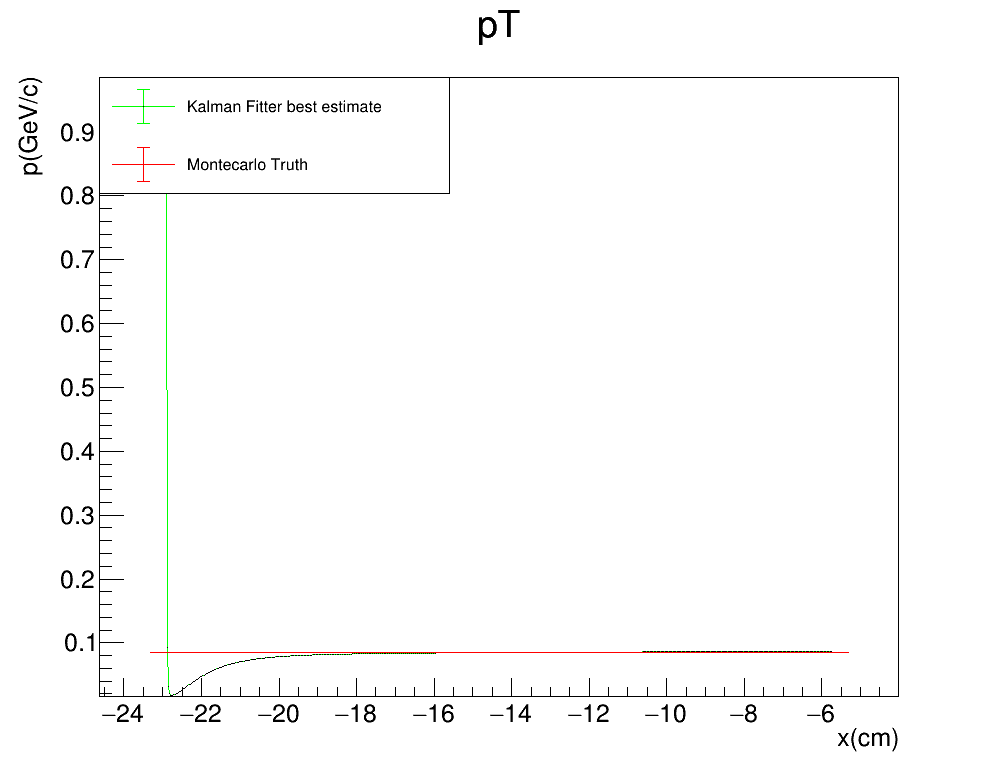 pT
p(GeV/c)
Kalman Fitter best estimate
Montecarlo Truth
0.9
0.8
0.7
0.6
0.5
0.4
0.3
0.2
0.1
−24 −22 −20 −18 −16 −14 −12 −10 −8 −6
x(cm)